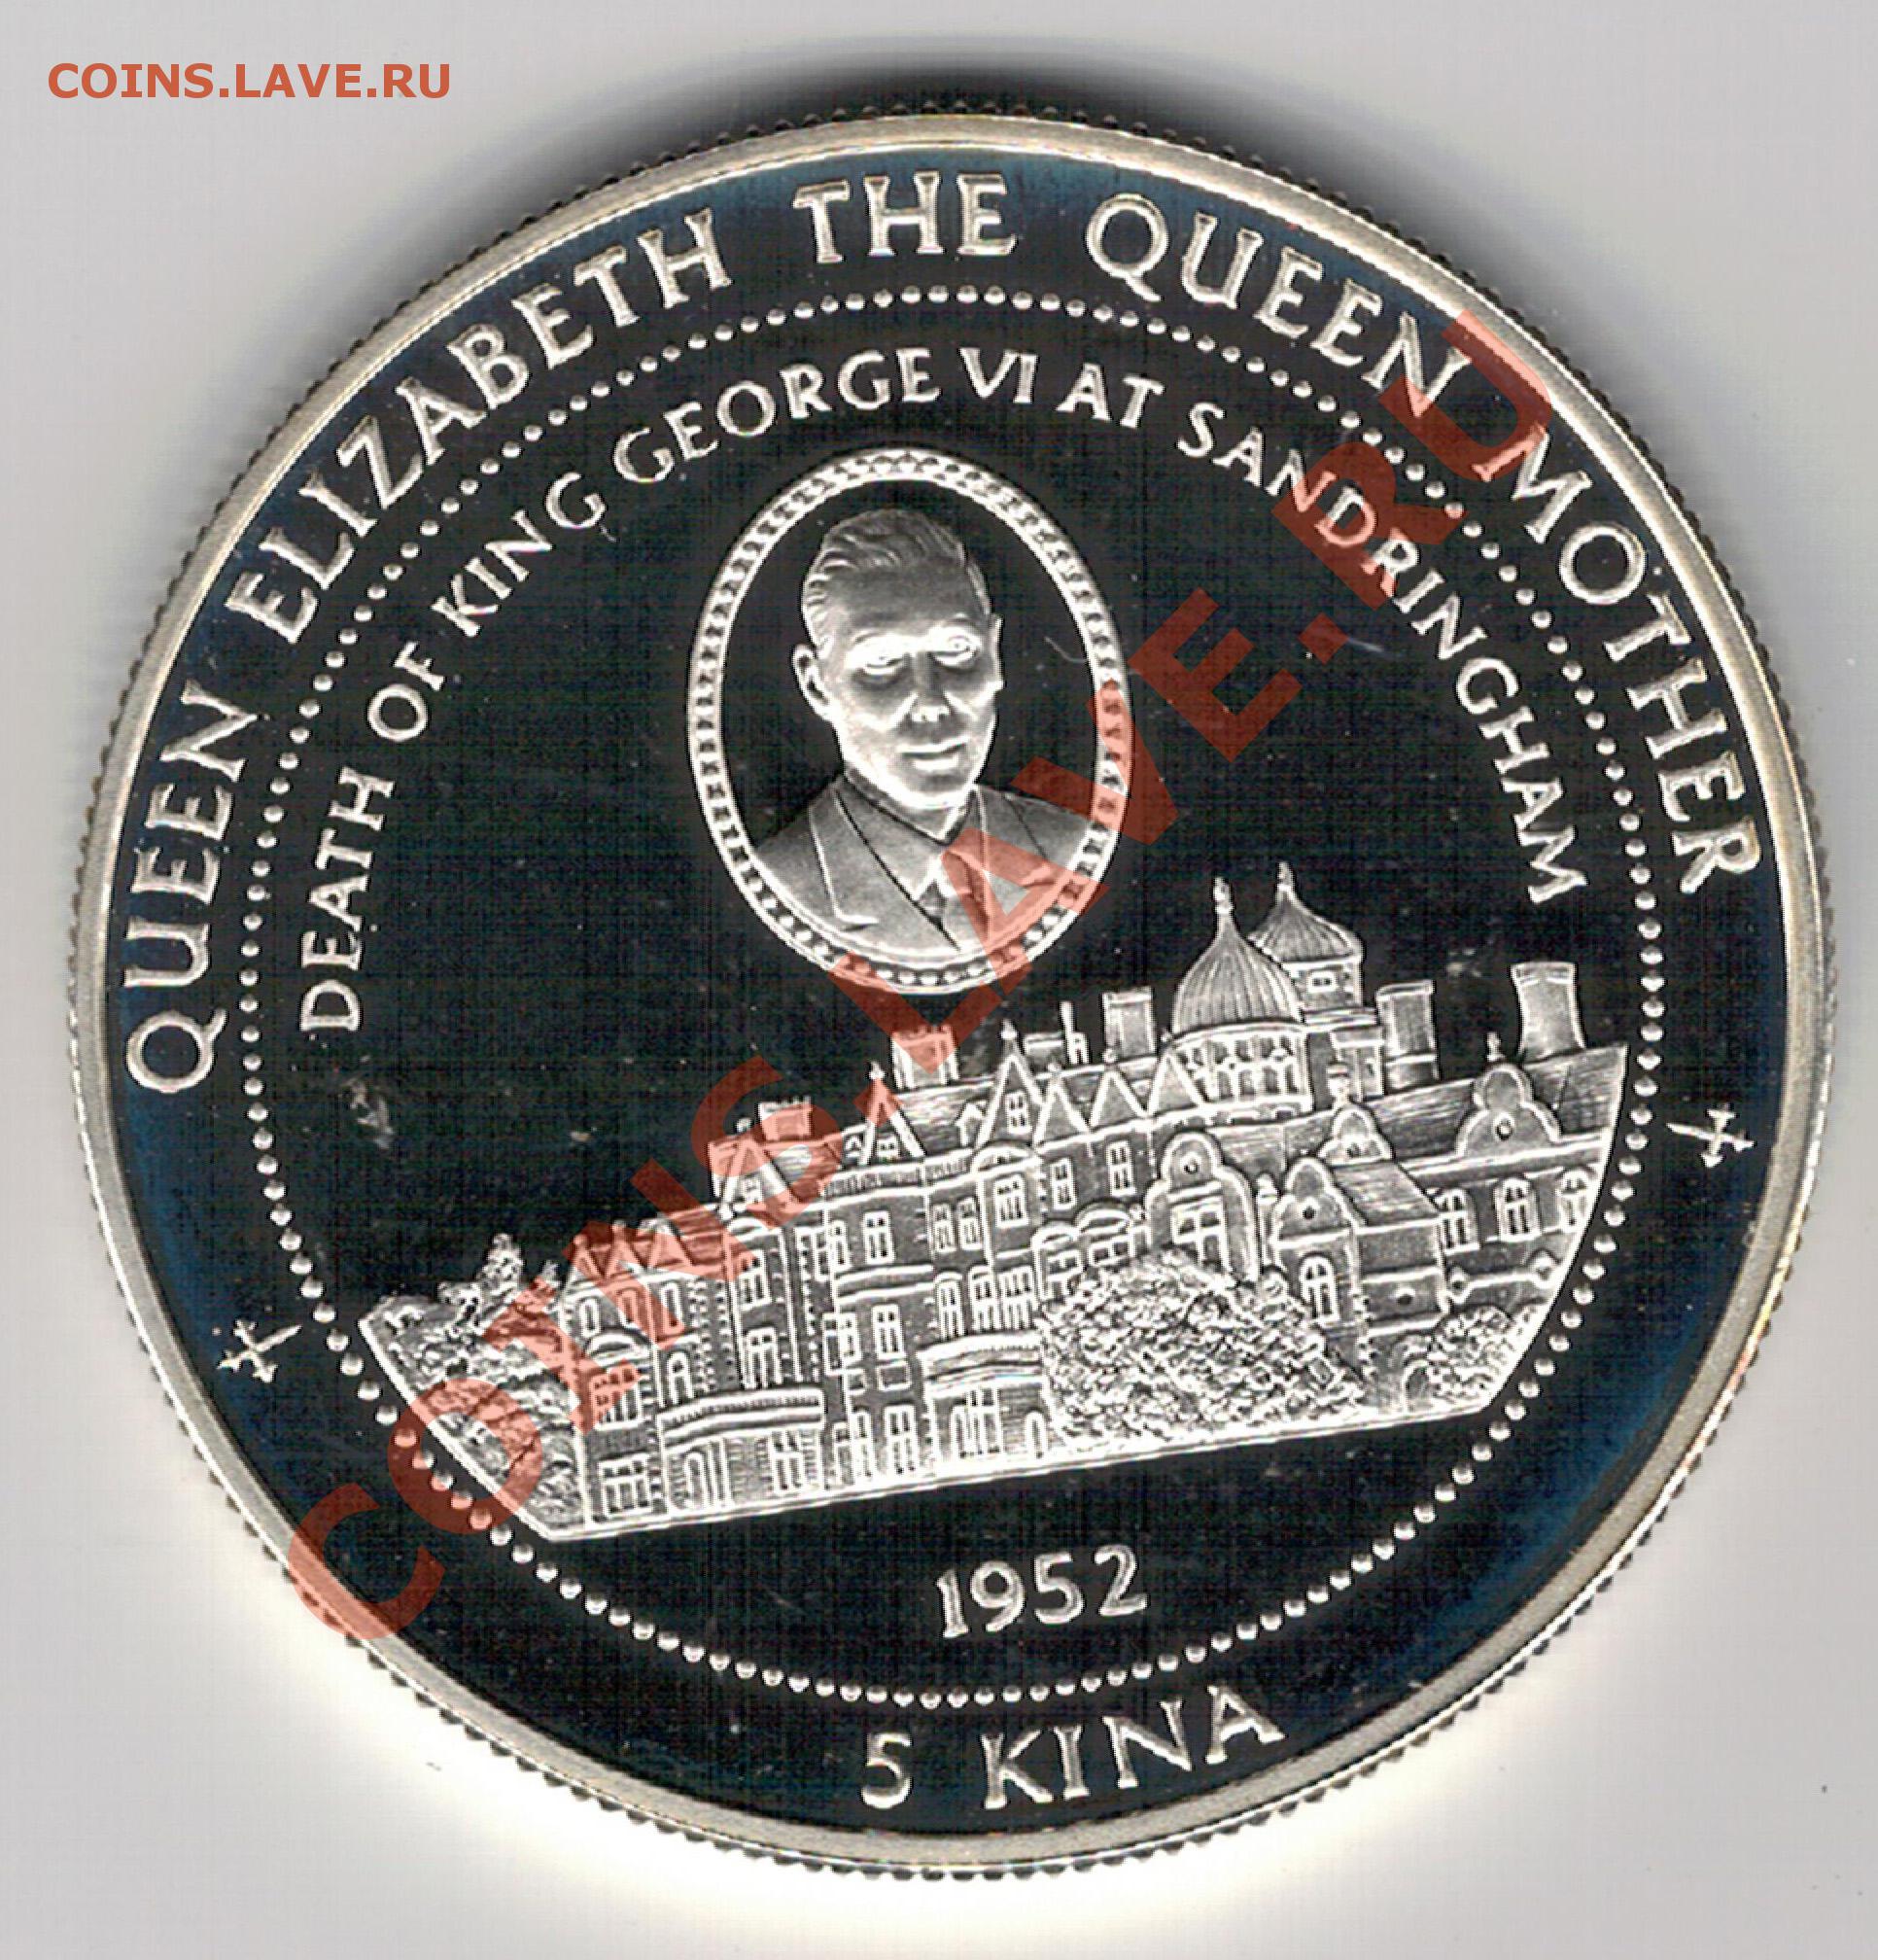 COINS.LAVE.RU
QUEEN ELIZABETH THE QUEEN MOTHER
DEATH OF KING GEORGE VI AT SANDRINGHAM
COINS.LAVE.RU
1952
5 KINA